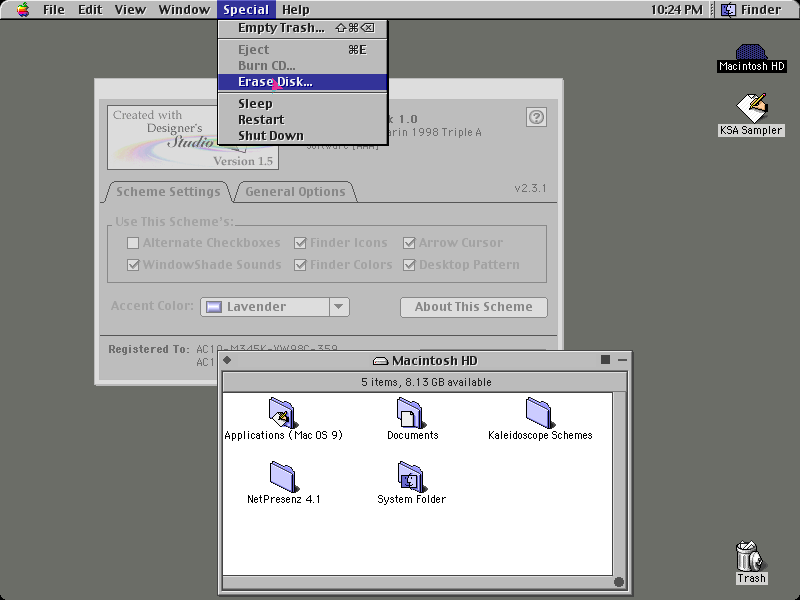 File Edit View Window Special Help 10:24 PM Finder
Empty Trash... ⇧⌘⌫
Eject ⌘E
Burn CD...
Erase Disk...
Sleep
Restart
Shut Down
Macintosh HD
KSA Sampler
Created with
Designer's
Studio
Version 1.5
1.0
1998 Triple A
?
Scheme Settings General Options v2.3.1
Use This Scheme's:
Alternate Checkboxes Finder Icons Arrow Cursor
WindowShade Sounds Finder Colors Desktop Pattern
Accent Color: Lavender About This Scheme
Registered To: AC10-M345K-VW98C-359
AC1
Macintosh HD
5 items, 8.13 GB available
Applications (Mac OS 9) Documents Kaleidoscope Schemes
NetPresenz 4.1 System Folder
Trash